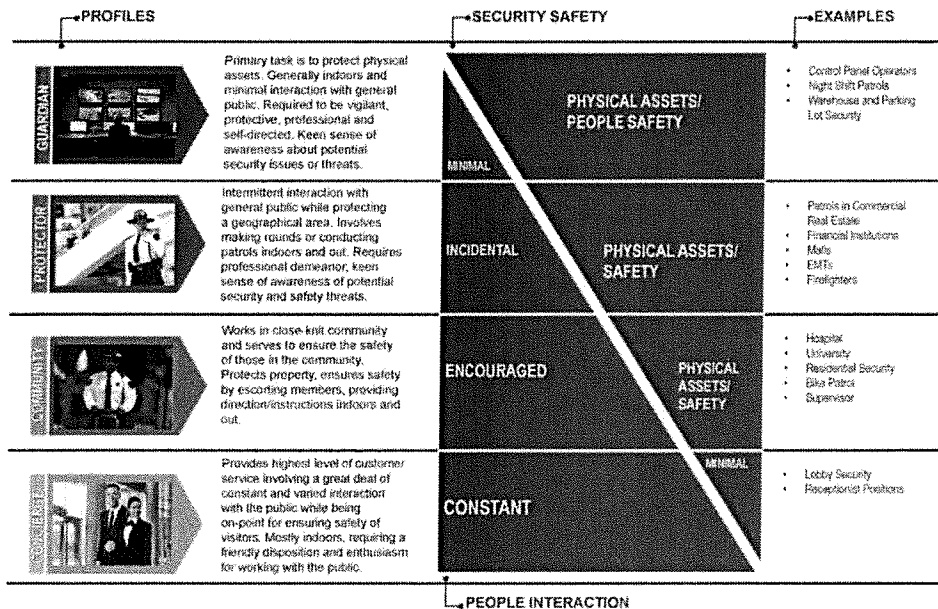 PROFILES
SECURITY SAFETY
EXAMPLES
GUARDIAN
Primary task is to protect physical
assets. Generally indoors and
minimal interaction with general
public. Required to be vigilant,
protective, professional and
self-directed. Keen sense of
awareness about potential
security issues or threats.
MINIMAL
PHYSICAL ASSETS/
PEOPLE SAFETY
• Control Panel Operators
• Night Shift Patrols
• Warehouse and Parking
Lot Security
PROTECTOR
Intermittent interaction with
general public while protecting
a geographical area. Involves
making rounds or conducting
patrols indoors and out. Requires
professional demeanor, keen
sense of awareness of potential
security and safety threats.
INCIDENTAL
PHYSICAL ASSETS/
SAFETY
• Patrols in Commercial
Real Estate
• Financial Institutions
• Malls
• EMTs
• Firefighters
COMMUNITY
Works in close-knit community
and serves to ensure the safety
of those in the community.
Protects property, ensures safety
by escorting members, providing
direction/instructions indoors and
out.
ENCOURAGED
PHYSICAL
ASSETS/
SAFETY
• Hospital
• University
• Residential Security
• Bike Patrol
• Supervisor
Provides highest level of customer
service involving a great deal of
constant and varied interaction
with the public while being
on-point for ensuring safety of
visitors. Mostly indoors, requiring a
friendly disposition and enthusiasm
for working with the public.
CONSTANT
MINIMAL
• Lobby Security
• Receptionist Positions
PEOPLE INTERACTION